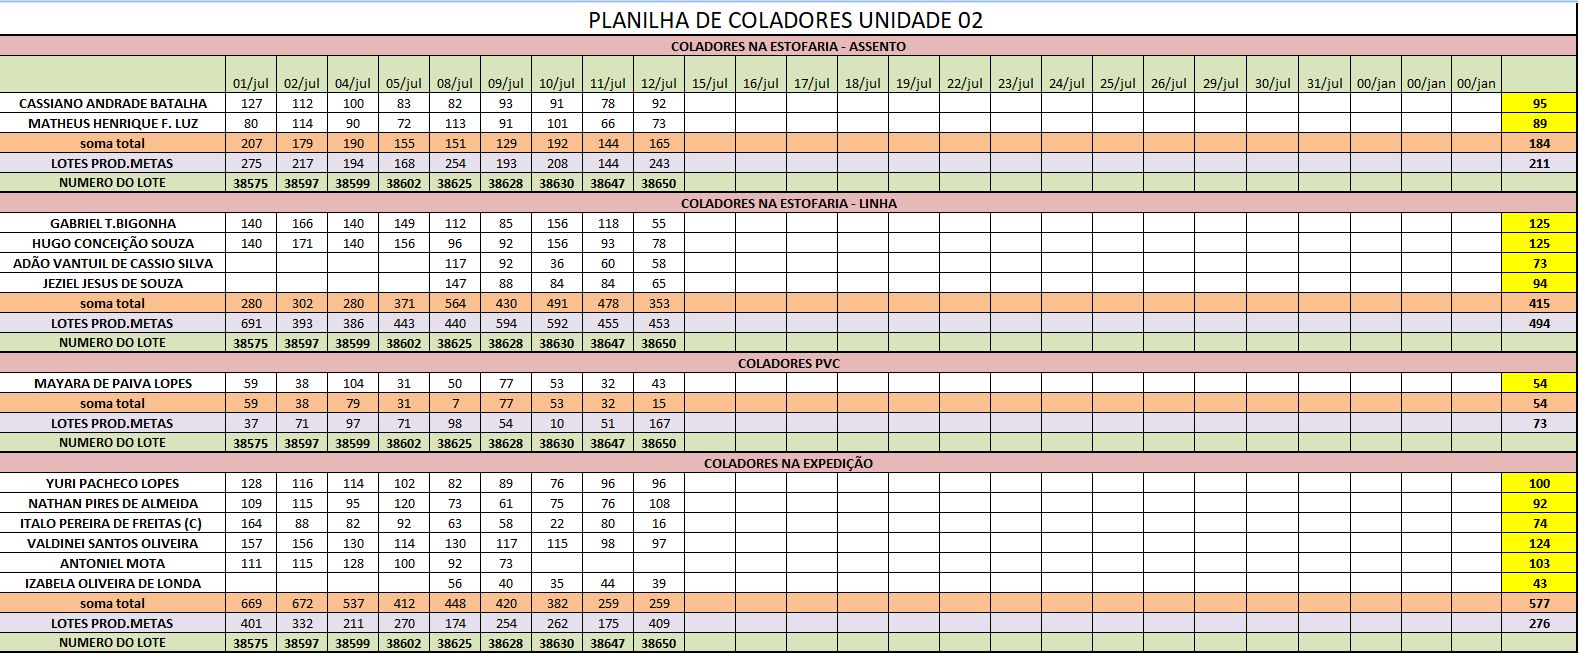 PLANILHA DE COLADORES UNIDADE 02
COLADORES NA ESTOFARIA - ASSENTO
01/jul 02/jul 04/jul 05/jul 08/jul 09/jul 10/jul 11/jul 12/jul 15/jul 16/jul 17/jul 18/jul 19/jul 22/jul 23/jul 24/jul 25/jul 26/jul 29/jul 30/jul 31/jul 00/jan 00/jan 00/jan
CASSIANO ANDRADE BATALHA 127 112 100 83 82 93 91 78 92 95
MATHEUS HENRIQUE F. LUZ 80 114 90 72 113 91 101 66 73 89
soma total 207 179 190 155 151 129 192 144 165 184
LOTES PROD.METAS 275 217 194 168 254 193 208 144 243 211
NUMERO DO LOTE 38575 38597 38599 38602 38625 38628 38630 38647 38650
COLADORES NA ESTOFARIA - LINHA
GABRIEL T.BIGONHA 140 166 140 149 112 85 156 118 55 125
HUGO CONCEIÇÃO SOUZA 140 171 140 156 96 92 156 93 78 125
ADÃO VANTUIL DE CASSIO SILVA 117 92 36 60 58 73
JEZIEL JESUS DE SOUZA 147 88 84 84 65 94
soma total 280 302 280 371 564 430 491 478 353 415
LOTES PROD.METAS 691 393 386 443 440 594 592 455 453 494
NUMERO DO LOTE 38575 38597 38599 38602 38625 38628 38630 38647 38650
COLADORES PVC
MAYARA DE PAIVA LOPES 59 38 104 31 50 77 53 32 43 54
soma total 59 38 79 31 7 77 53 32 15 54
LOTES PROD.METAS 37 71 97 71 98 54 10 51 167 73
NUMERO DO LOTE 38575 38597 38599 38602 38625 38628 38630 38647 38650
COLADORES NA EXPEDIÇÃO
YURI PACHECO LOPES 128 116 114 102 82 89 76 96 96 100
NATHAN PIRES DE ALMEIDA 109 115 95 120 73 61 75 76 108 92
ITALO PEREIRA DE FREITAS (C) 164 88 82 92 63 58 22 80 16 74
VALDINEI SANTOS OLIVEIRA 157 156 130 114 130 117 115 98 97 124
ANTONIEL MOTA 111 115 128 100 92 73 103
IZABELA OLIVEIRA DE LONDA 56 40 35 44 39 43
soma total 669 672 537 412 448 420 382 259 259 577
LOTES PROD.METAS 401 332 211 270 174 254 262 175 409 276
NUMERO DO LOTE 38575 38597 38599 38602 38625 38628 38630 38647 38650